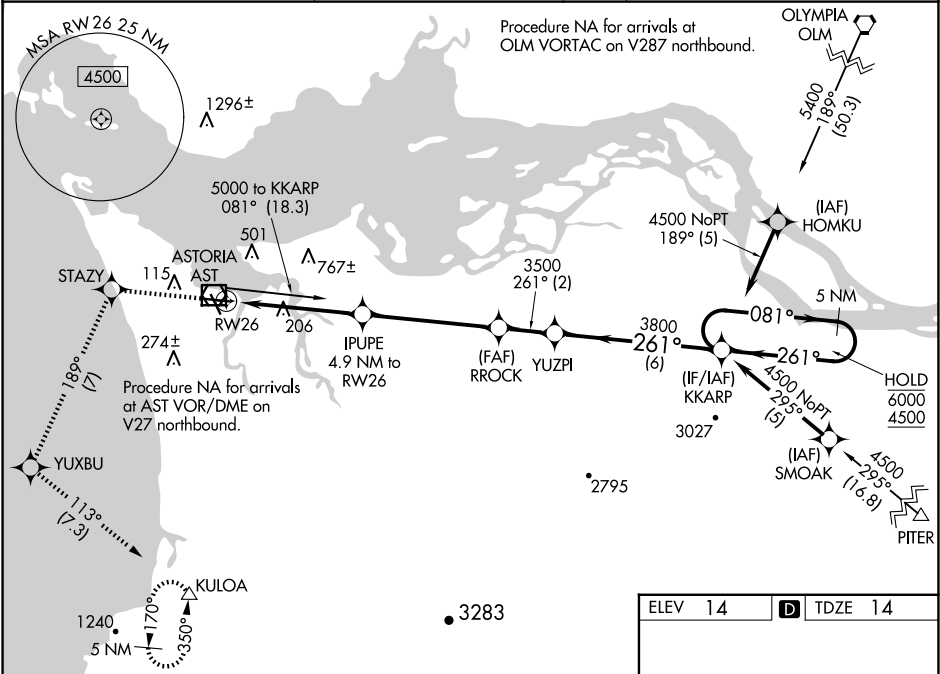 MSA RW26 25 NM
4500
1296±
Procedure NA for arrivals at
OLM VORTAC on V287 northbound.
OLYMPIA
OLM
5400
189°
(50.3)
5000 to KKARP
081° (18.3)
(IAF)
HOMKU
4500 NoPT
189° (5)
501
767±
ASTORIA
AST
115
STAZY
RW26
206
3500
261° (2)
5 NM
081°
IPUPE
4.9 NM to
RW26
(FAF)
RROCK
YUZPI
3800
261°
(6)
261°
(IF/IAF)
KKARP
HOLD
6000
4500
274±
189°
(7)
Procedure NA for arrivals
at AST VOR/DME on
V27 northbound.
4500 NoPT
295°
(5)
3027
(IAF)
SMOAK
YUXBU
2795
4500
295°
(16.8)
PITER
113°
(7.3)
KULOA
170°
350°
1240
5 NM
3283
ELEV 14
D
TDZE 14